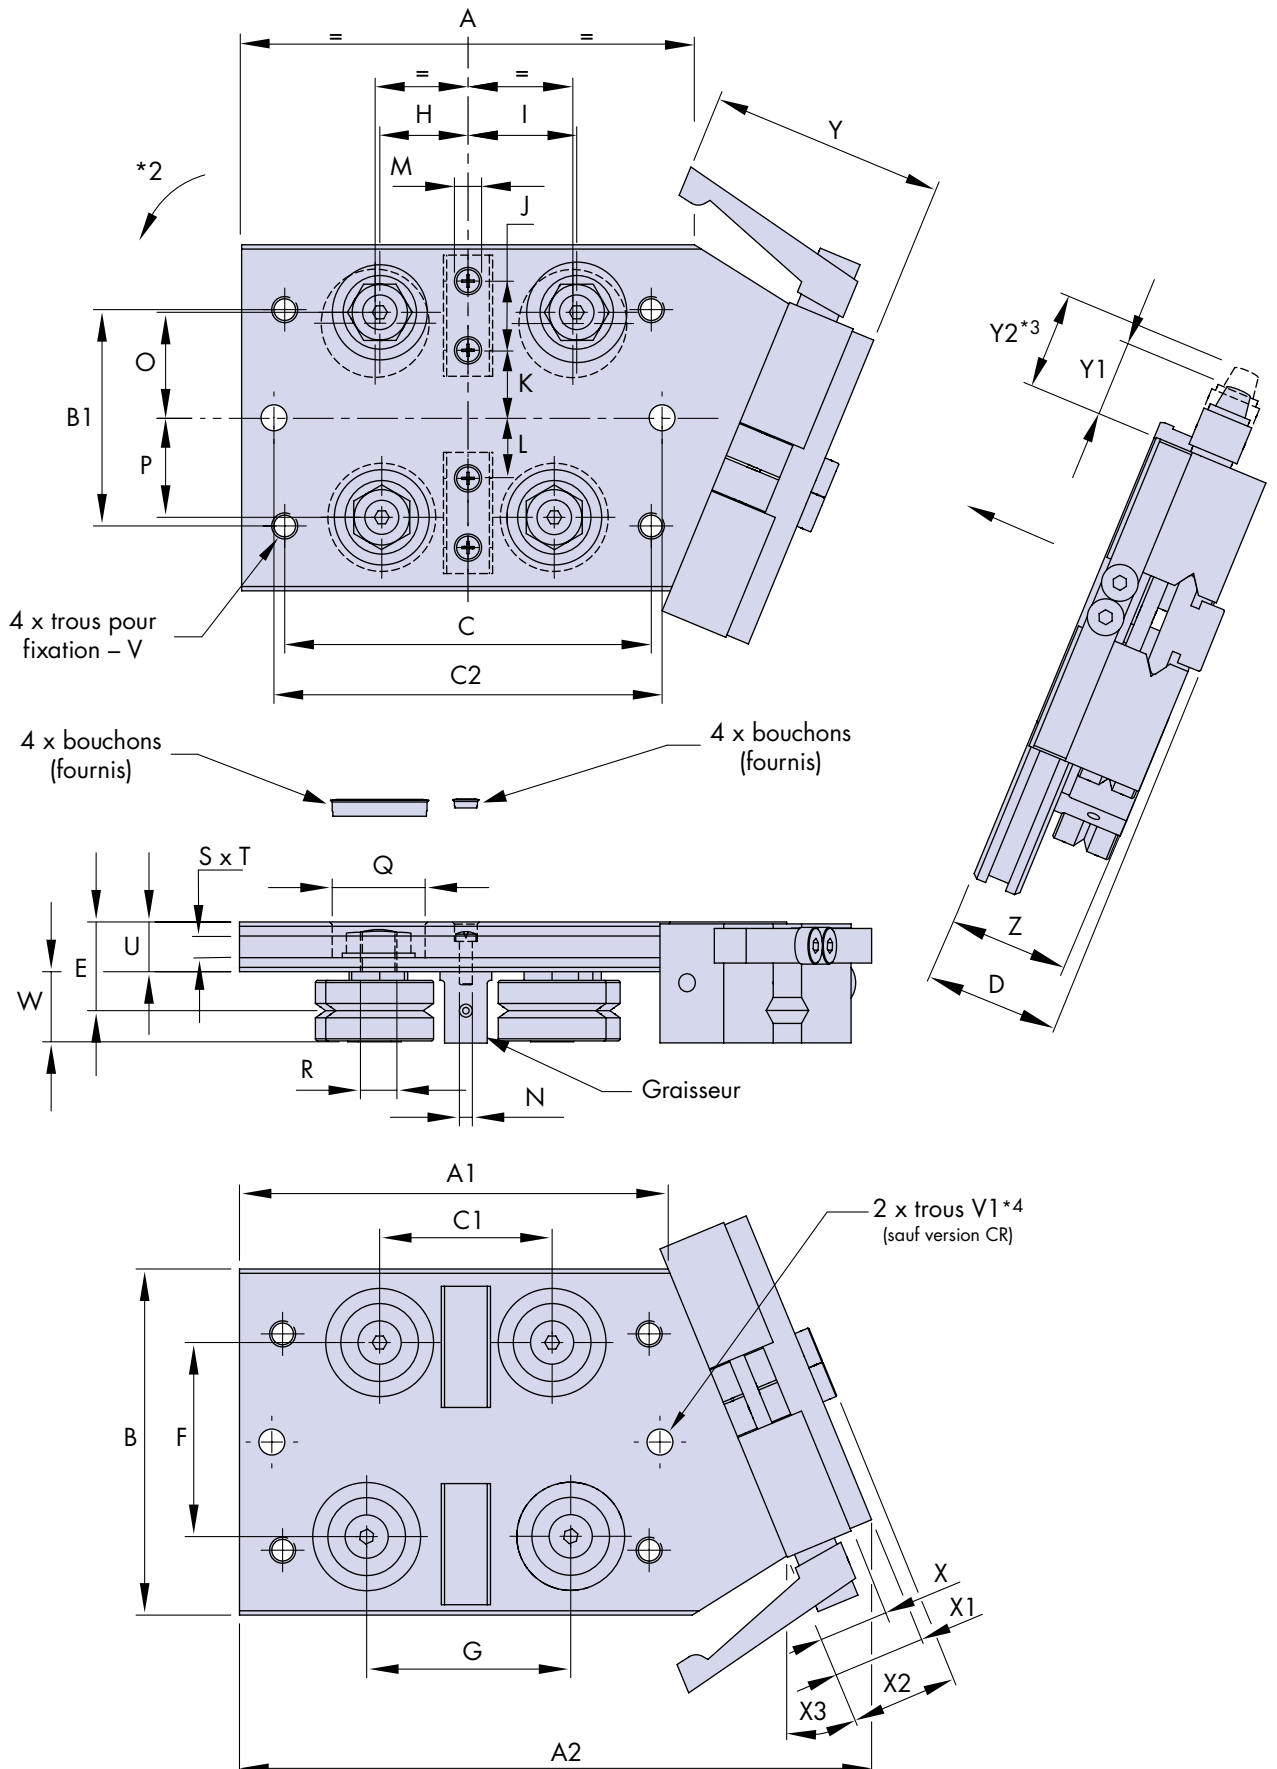 A
= =
= =
H I
Y
*2
M
J
Y2*3
Y1
O
K
B1
L
P
4 x trous pour
fixation – V
C
C2
4 x bouchons
(fournis)
4 x bouchons
(fournis)
S x T
Q
U
E
Z
W
D
R
N
Graisseur
A1
C1
2 x trous V1*4
(sauf version CR)
B
F
X
X1
G
X2
X3
A2